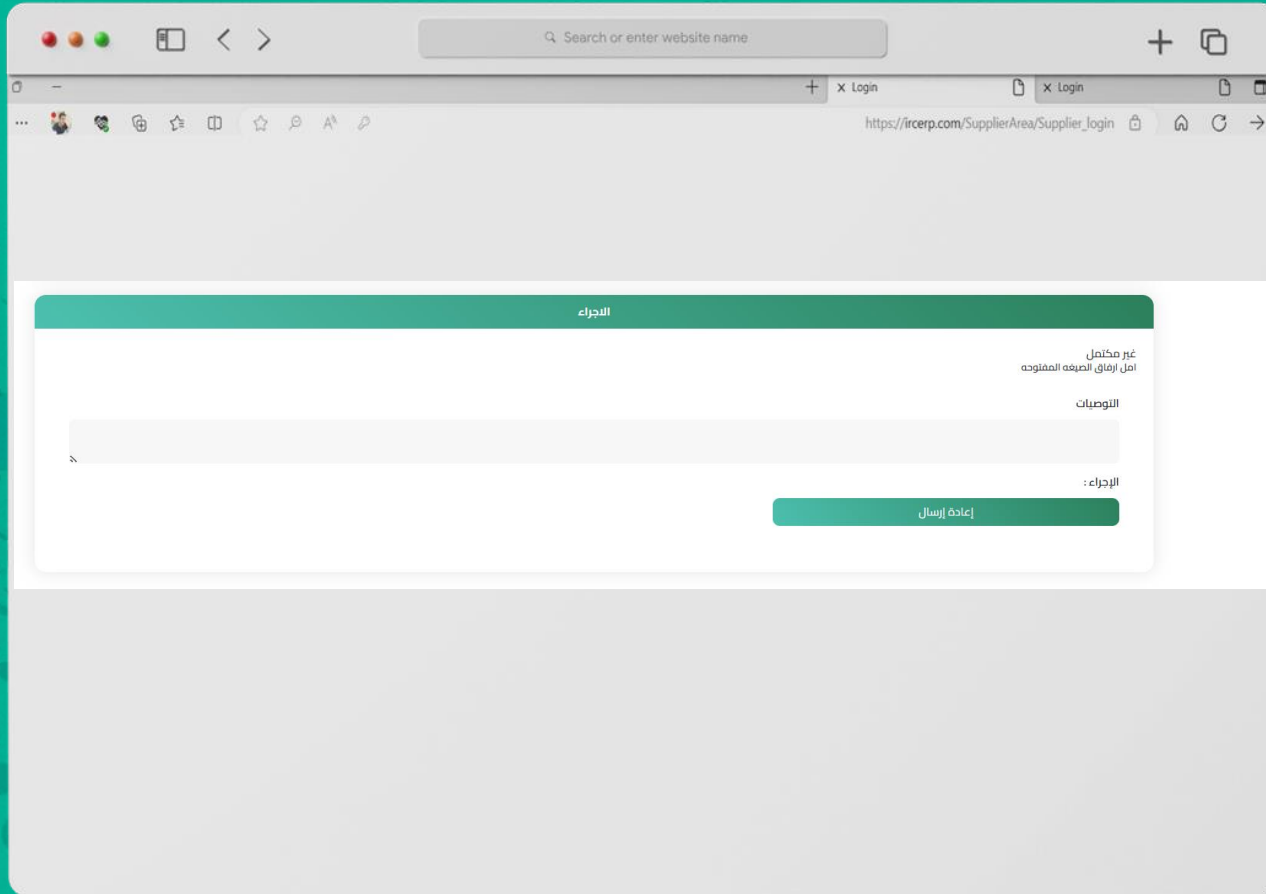 Search or enter website name
Login
Login
https://ircerp.com/SupplierArea/Supplier_login
الاجراء
غير مكتمل
امل ارفاق الصيغه المفتوحه
التوصيات
الإجراء :
إعادة إرسال